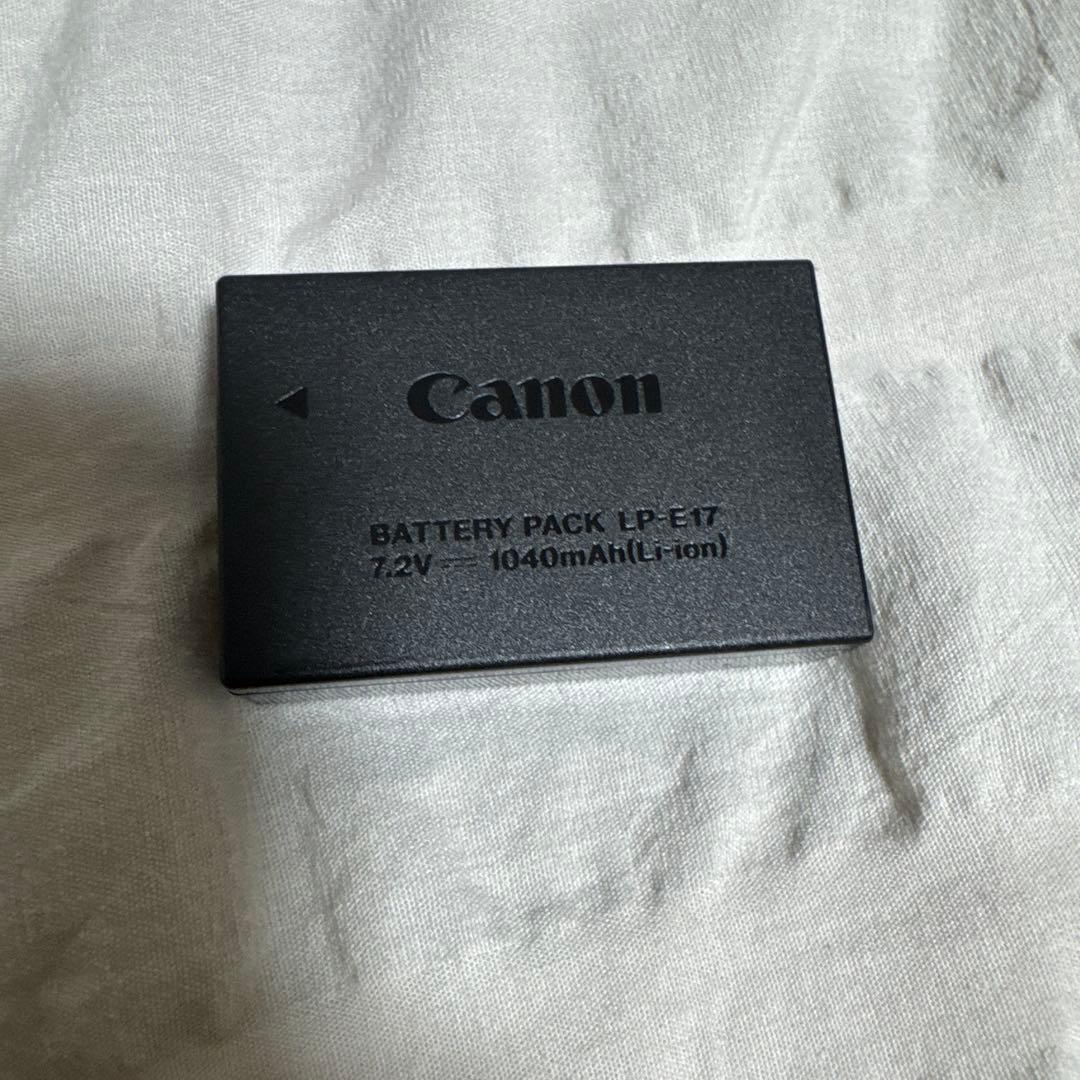 Canon
BATTERY PACK LP-E17
7.2V ⎓ 1040mAh(Li-ion)